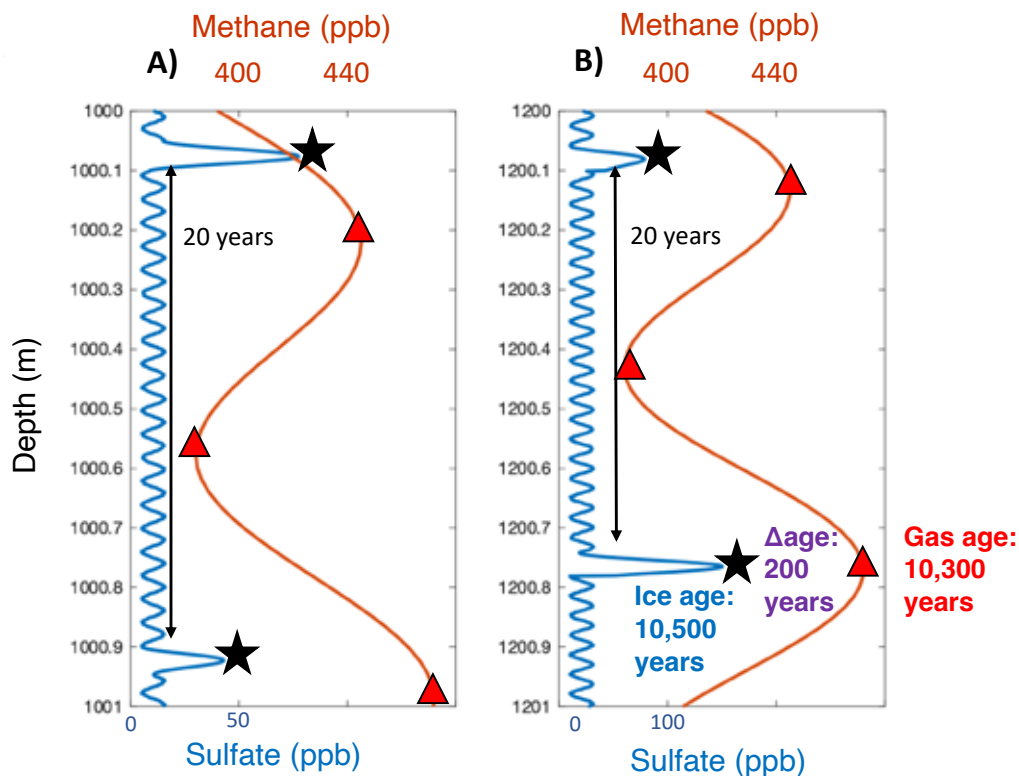 Methane (ppb)
A)
400
440
1000
1000.1
1000.2
1000.3
1000.4
1000.5
1000.6
1000.7
1000.8
1000.9
1001
Depth (m)
20 years
0
50
Sulfate (ppb)
Methane (ppb)
B)
400
440
1200
1200.1
1200.2
1200.3
1200.4
1200.5
1200.6
1200.7
1200.8
1200.9
1201
20 years
Δage:
200
years
Gas age:
10,300
years
Ice age:
10,500
years
0
100
Sulfate (ppb)